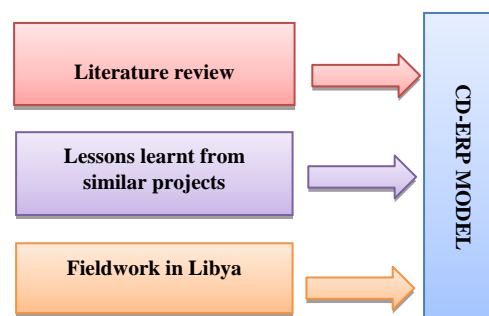 Literature review
Lessons learnt from
similar projects
Fieldwork in Libya
CD-ERP MODEL